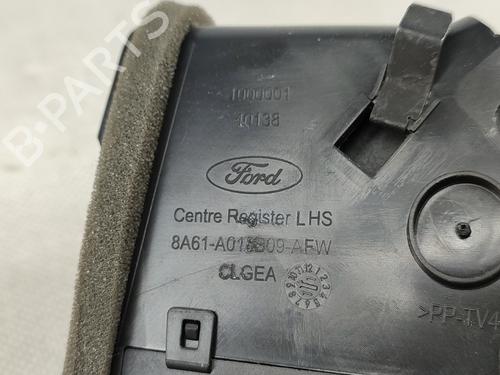 1000001
10138
Ford
Centre Register LHS
8A61-A018B09-AFW
CLGEA
>PP-TV4
B-PARTS